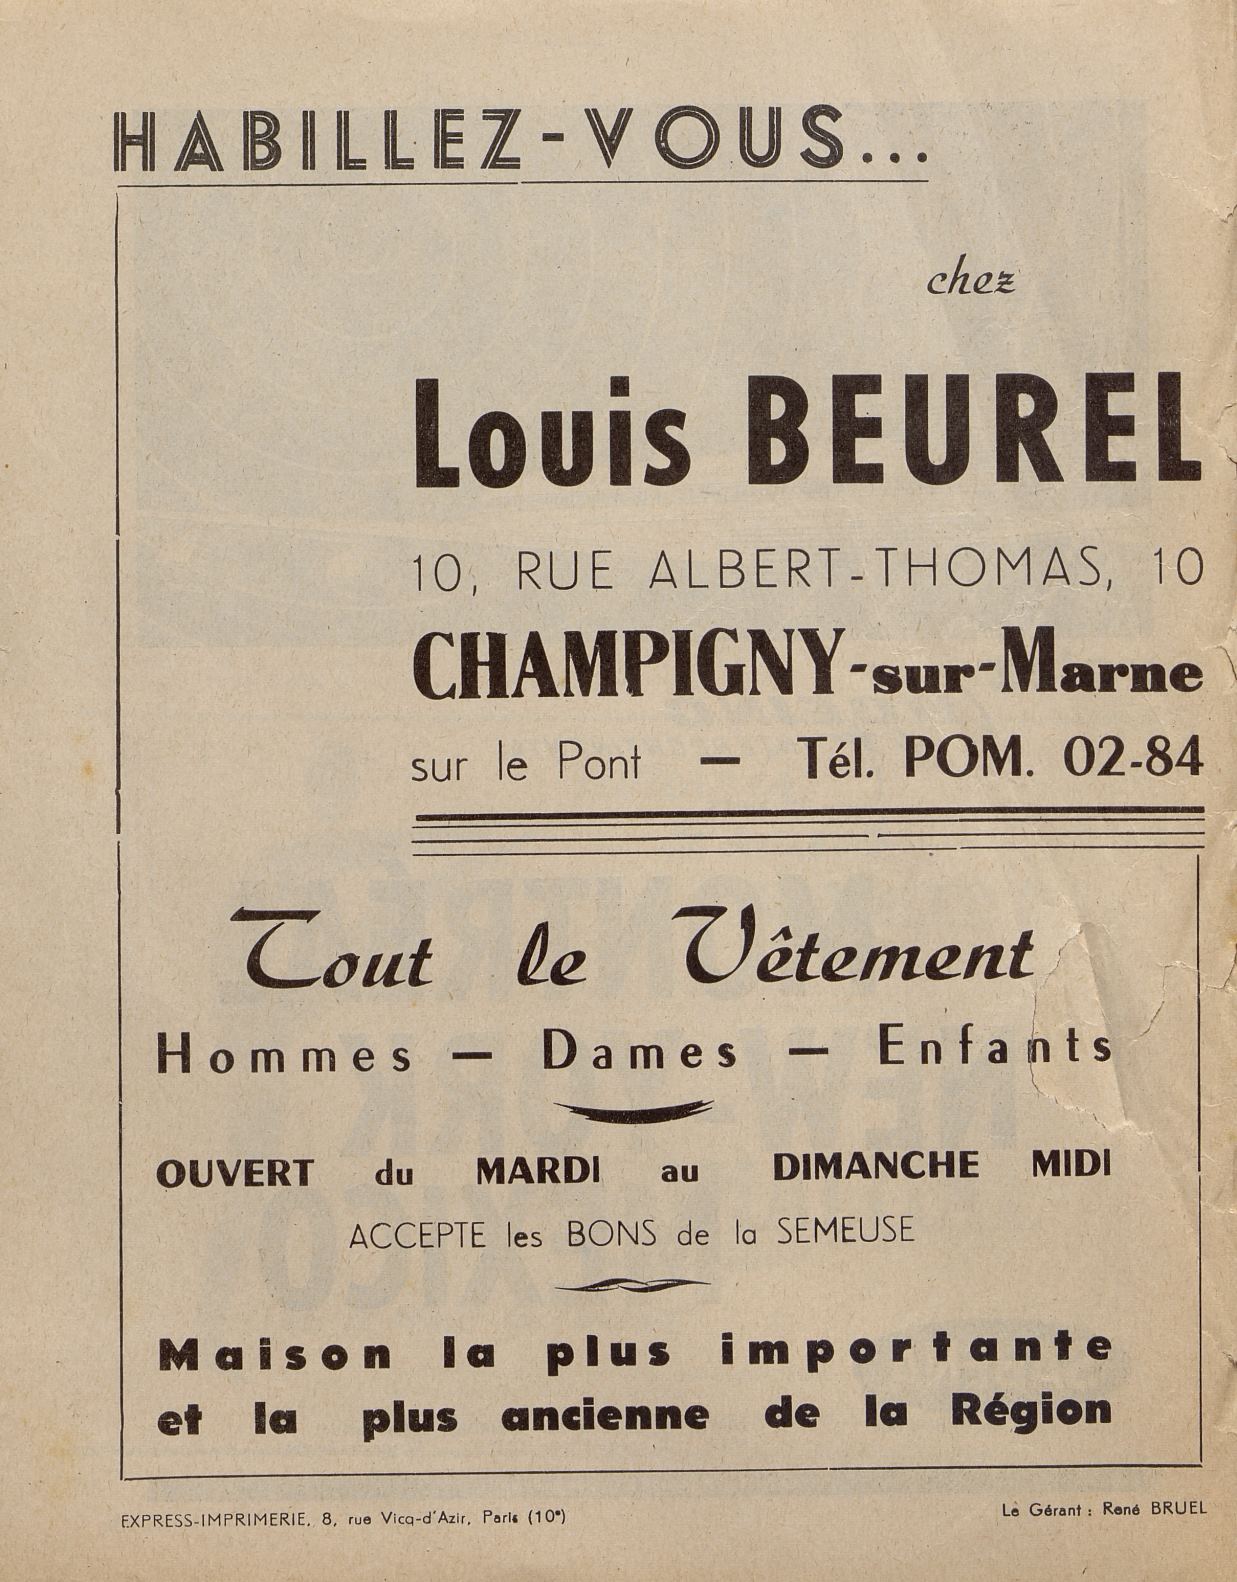 HABILLEZ-VOUS...
chez
Louis BEUREL
10, RUE ALBERT-THOMAS, 10
CHAMPIGNY-sur-Marne
sur le Pont — Tél. POM. 02-84
Tout le Vêtement
Hommes — Dames — Enfants
OUVERT du MARDI au DIMANCHE MIDI
ACCEPTE les BONS de la SEMEUSE
Maison la plus importante
et la plus ancienne de la Région
EXPRESS-IMPRIMERIE, 8, rue Vicq-d'Azir, Paris (10e)
Le Gérant : René BRUEL